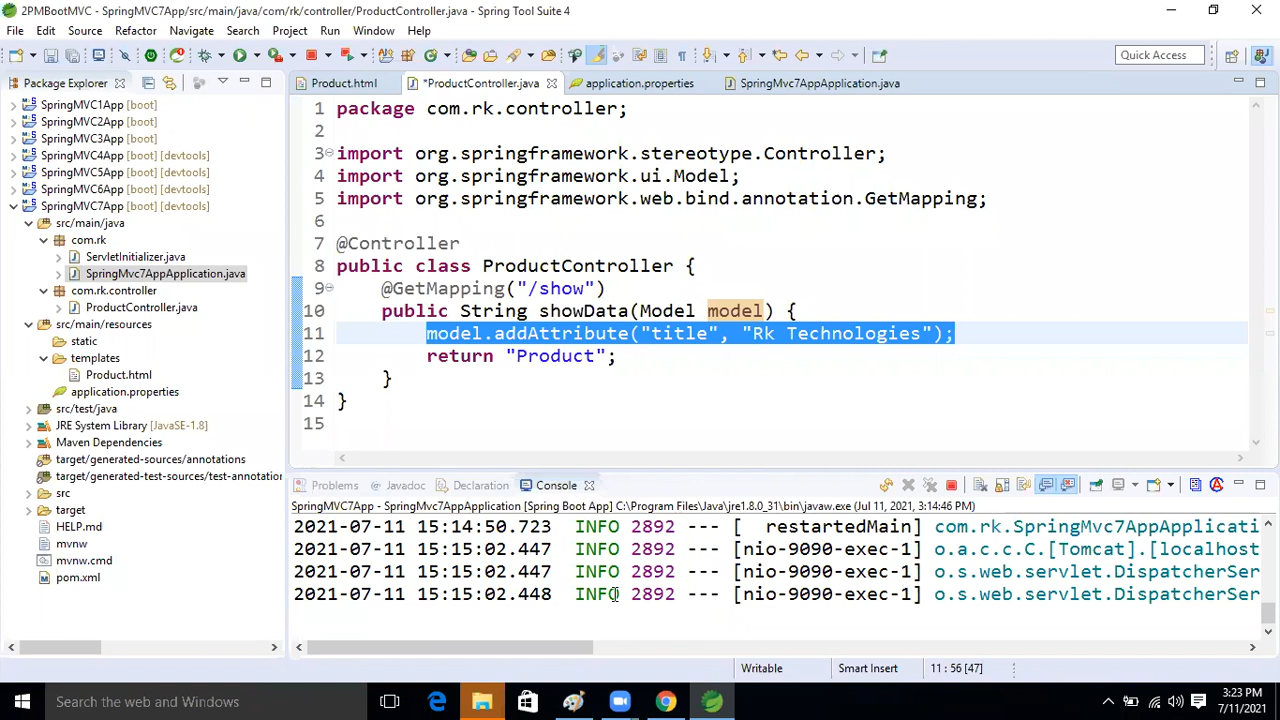 2PMBootMVC - SpringMVC7App/src/main/java/com/rk/controller/ProductController.java - Spring Tool Suite 4
File Edit Source Refactor Navigate Search Project Run Window Help
Quick Access
Package Explorer
Product.html *ProductController.java application.properties SpringMvc7AppApplication.java
SpringMVC1App [boot]
SpringMVC2App [boot]
SpringMVC3App [boot]
SpringMVC4App [boot] [devtools]
SpringMVC5App [boot] [devtools]
SpringMVC6App [boot] [devtools]
SpringMVC7App [boot] [devtools]
src/main/java
com.rk
ServletInitializer.java
SpringMvc7AppApplication.java
com.rk.controller
ProductController.java
src/main/resources
static
templates
Product.html
application.properties
src/test/java
JRE System Library [JavaSE-1.8]
Maven Dependencies
target/generated-sources/annotations
target/generated-test-sources/test-annotation
src
target
HELP.md
mvnw
mvnw.cmd
pom.xml
1 package com.rk.controller;
2
3 import org.springframework.stereotype.Controller;
4 import org.springframework.ui.Model;
5 import org.springframework.web.bind.annotation.GetMapping;
6
7 @Controller
8 public class ProductController {
9 @GetMapping("/show")
10 public String showData(Model model) {
11 model.addAttribute("title", "Rk Technologies");
12 return "Product";
13 }
14 }
15
Problems Javadoc Declaration Console
SpringMVC7App - SpringMvc7AppApplication [Spring Boot App] C:\Program Files\Java\jre1.8.0_31\bin\javaw.exe (Jul 11, 2021, 3:14:46 PM)
2021-07-11 15:14:50.723 INFO 2892 --- [ restartedMain] com.rk.SpringMvc7AppApplicati
2021-07-11 15:15:02.447 INFO 2892 --- [nio-9090-exec-1] o.a.c.c.C.[Tomcat].[localhost
2021-07-11 15:15:02.447 INFO 2892 --- [nio-9090-exec-1] o.s.web.servlet.DispatcherSer
2021-07-11 15:15:02.448 INFO 2892 --- [nio-9090-exec-1] o.s.web.servlet.DispatcherSer
Writable Smart Insert 11 : 56 [47]
Search the web and Windows
3:23 PM
7/11/2021